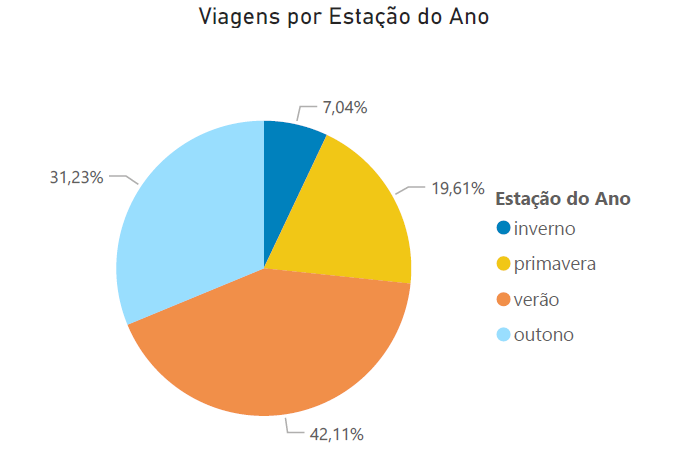 Viagens por Estação do Ano
7,04%
31,23%
19,61%
Estação do Ano
inverno
primavera
verão
outono
42,11%